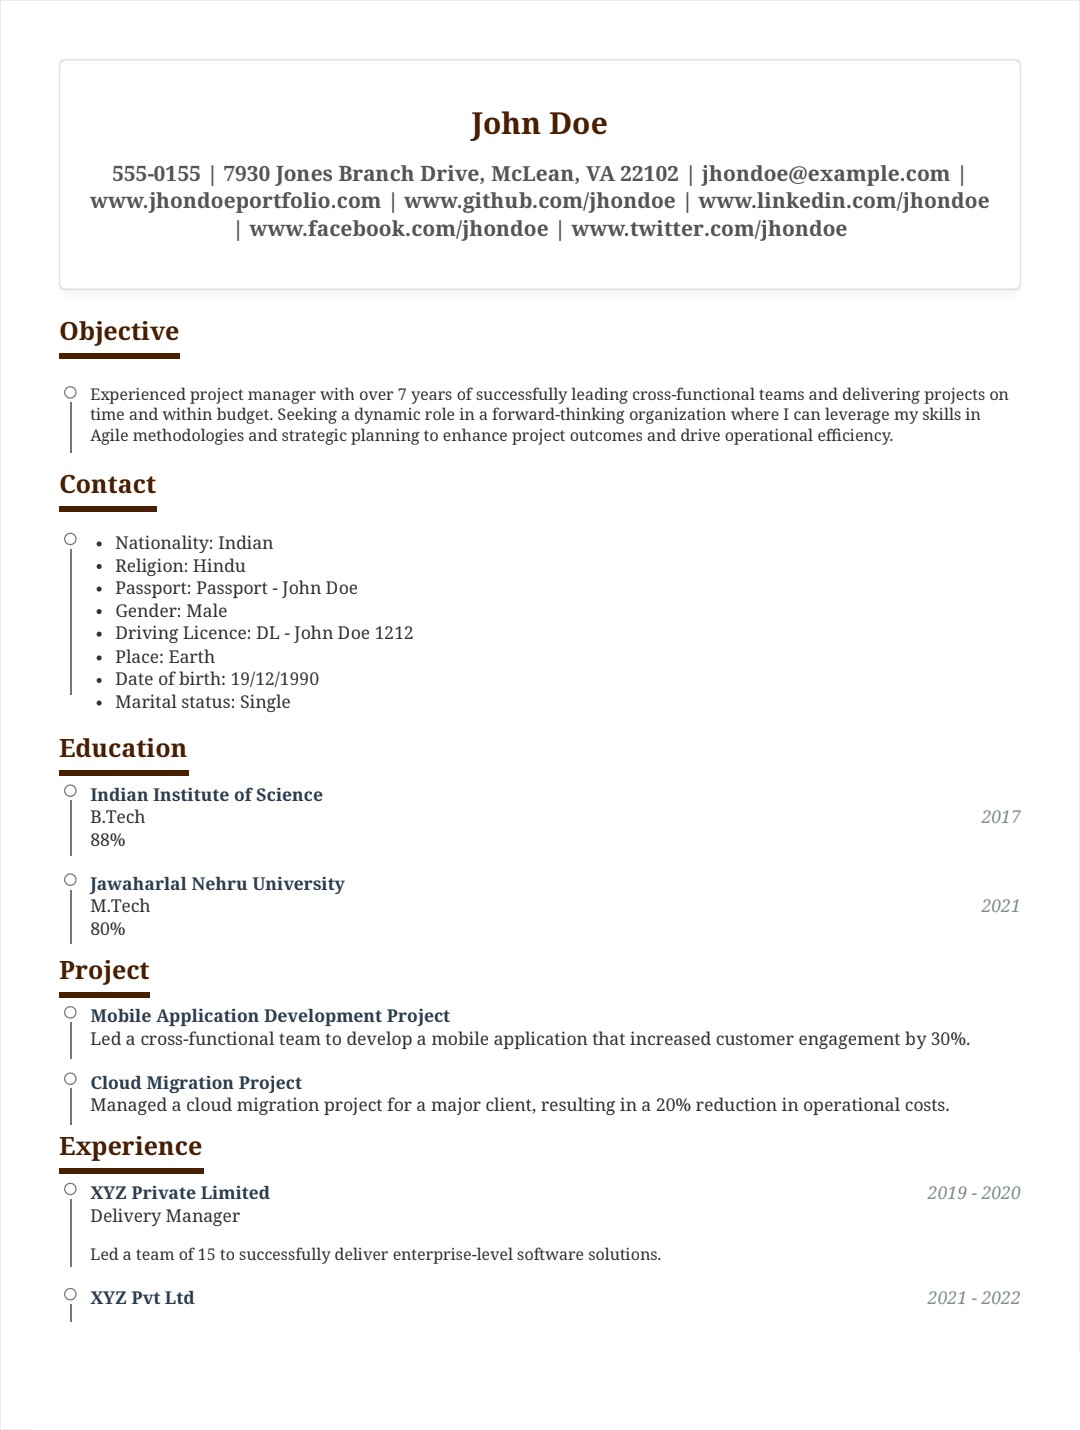 John Doe
555-0155 | 7930 Jones Branch Drive, McLean, VA 22102 | jhondoe@example.com |
www.jhondoeportfolio.com | www.github.com/jhondoe | www.linkedin.com/jhondoe
| www.facebook.com/jhondoe | www.twitter.com/jhondoe
Objective
Experienced project manager with over 7 years of successfully leading cross-functional teams and delivering projects on
time and within budget. Seeking a dynamic role in a forward-thinking organization where I can leverage my skills in
Agile methodologies and strategic planning to enhance project outcomes and drive operational efficiency.
Contact
• Nationality: Indian
• Religion: Hindu
• Passport: Passport - John Doe
• Gender: Male
• Driving Licence: DL - John Doe 1212
• Place: Earth
• Date of birth: 19/12/1990
• Marital status: Single
Education
Indian Institute of Science
B.Tech 2017
88%
Jawaharlal Nehru University
M.Tech 2021
80%
Project
Mobile Application Development Project
Led a cross-functional team to develop a mobile application that increased customer engagement by 30%.
Cloud Migration Project
Managed a cloud migration project for a major client, resulting in a 20% reduction in operational costs.
Experience
XYZ Private Limited 2019 - 2020
Delivery Manager
Led a team of 15 to successfully deliver enterprise-level software solutions.
XYZ Pvt Ltd 2021 - 2022